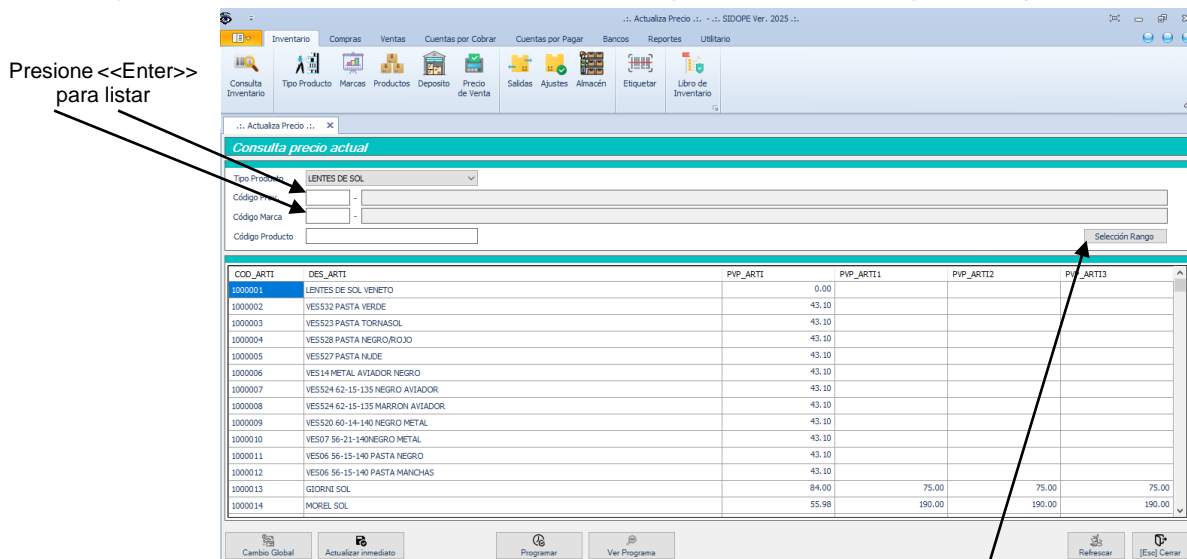 .:. Actualiza Precio .:. - .:. SIDOPE Ver. 2025 .:.
Inventario Compras Ventas Cuentas por Cobrar Cuentas por Pagar Bancos Reportes Utilitario
Presione <<Enter>>
para listar
Consulta Inventario Tipo Producto Marcas Productos Deposito Precio de Venta Salidas Ajustes Almacén Etiquetar Libro de Inventario
.:. Actualiza Precio .:. X
Consulta precio actual
Tipo Producto LENTES DE SOL
Código Prov. -
Código Marca -
Código Producto Selección Rango
COD_ARTI DES_ARTI PVP_ARTI PVP_ARTI1 PVP_ARTI2 PVP_ARTI3
1000001 LENTES DE SOL VENETO 0.00
1000002 VES532 PASTA VERDE 43.10
1000003 VES523 PASTA TORNASOL 43.10
1000004 VES528 PASTA NEGRO/ROJO 43.10
1000005 VES527 PASTA NUDE 43.10
1000006 VES14 METAL AVIADOR NEGRO 43.10
1000007 VES524 62-15-135 NEGRO AVIADOR 43.10
1000008 VES524 62-15-135 MARRON AVIADOR 43.10
1000009 VES520 60-14-140 NEGRO METAL 43.10
1000010 VES07 56-21-140NEGRO METAL 43.10
1000011 VES06 56-15-140 PASTA NEGRO 43.10
1000012 VES06 56-15-140 PASTA MANCHAS 43.10
1000013 GIORNI SOL 84.00 75.00 75.00 75.00
1000014 MOREL SOL 55.98 190.00 190.00 190.00
Cambio Global Actualizar inmediato Programar Ver Programa Refrescar [Esc] Cerrar